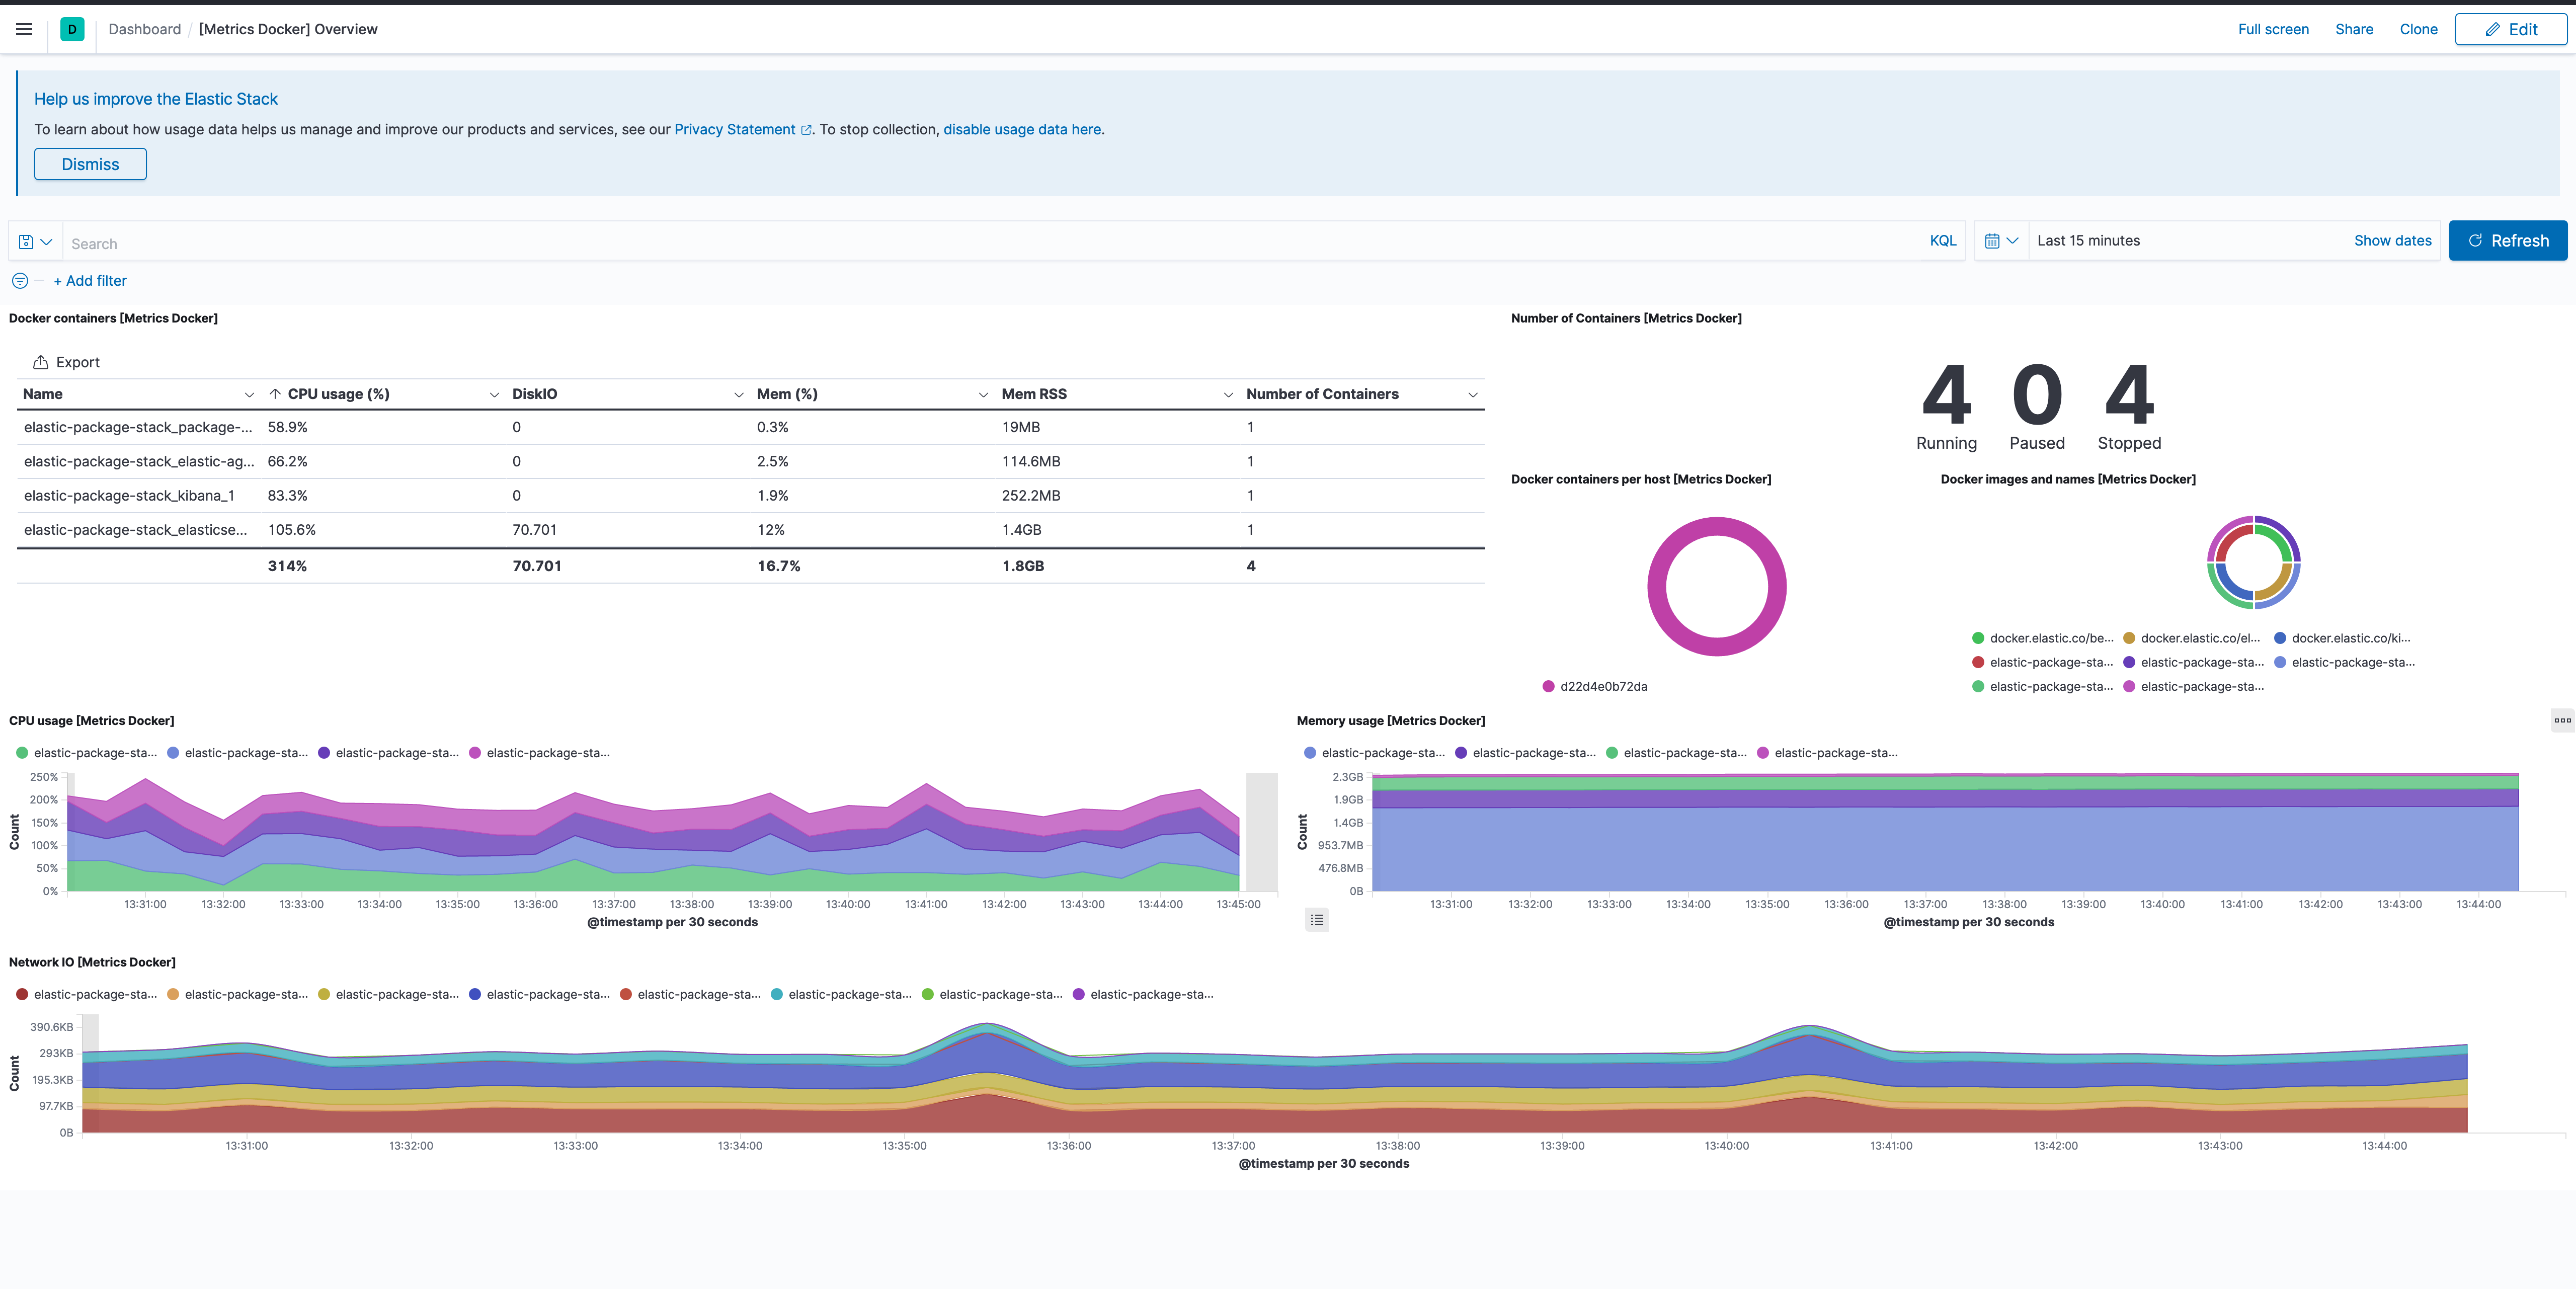 D Dashboard / [Metrics Docker] Overview Full screen Share Clone Edit
Help us improve the Elastic Stack
To learn about how usage data helps us manage and improve our products and services, see our Privacy Statement. To stop collection, disable usage data here.
Dismiss
Search KQL Last 15 minutes Show dates Refresh
+ Add filter
Docker containers [Metrics Docker]
Export
Name CPU usage (%) DiskIO Mem (%) Mem RSS Number of Containers
elastic-package-stack_package-... 58.9% 0 0.3% 19MB 1
elastic-package-stack_elastic-ag... 66.2% 0 2.5% 114.6MB 1
elastic-package-stack_kibana_1 83.3% 0 1.9% 252.2MB 1
elastic-package-stack_elasticse... 105.6% 70.701 12% 1.4GB 1
314% 70.701 16.7% 1.8GB 4
Number of Containers [Metrics Docker]
4 0 4
Running Paused Stopped
Docker containers per host [Metrics Docker]
d22d4e0b72da
Docker images and names [Metrics Docker]
docker.elastic.co/be... docker.elastic.co/el... docker.elastic.co/ki...
elastic-package-sta... elastic-package-sta... elastic-package-sta...
elastic-package-sta... elastic-package-sta...
CPU usage [Metrics Docker]
elastic-package-sta... elastic-package-sta... elastic-package-sta... elastic-package-sta...
250%
200%
150%
100%
50%
0%
Count
13:31:00 13:32:00 13:33:00 13:34:00 13:35:00 13:36:00 13:37:00 13:38:00 13:39:00 13:40:00 13:41:00 13:42:00 13:43:00 13:44:00 13:45:00
@timestamp per 30 seconds
Memory usage [Metrics Docker]
elastic-package-sta... elastic-package-sta... elastic-package-sta... elastic-package-sta...
2.3GB
1.9GB
1.4GB
953.7MB
476.8MB
0B
Count
13:31:00 13:32:00 13:33:00 13:34:00 13:35:00 13:36:00 13:37:00 13:38:00 13:39:00 13:40:00 13:41:00 13:42:00 13:43:00 13:44:00
@timestamp per 30 seconds
Network IO [Metrics Docker]
elastic-package-sta... elastic-package-sta... elastic-package-sta... elastic-package-sta... elastic-package-sta... elastic-package-sta... elastic-package-sta... elastic-package-sta...
390.6KB
293KB
195.3KB
97.7KB
0B
Count
13:31:00 13:32:00 13:33:00 13:34:00 13:35:00 13:36:00 13:37:00 13:38:00 13:39:00 13:40:00 13:41:00 13:42:00 13:43:00 13:44:00
@timestamp per 30 seconds